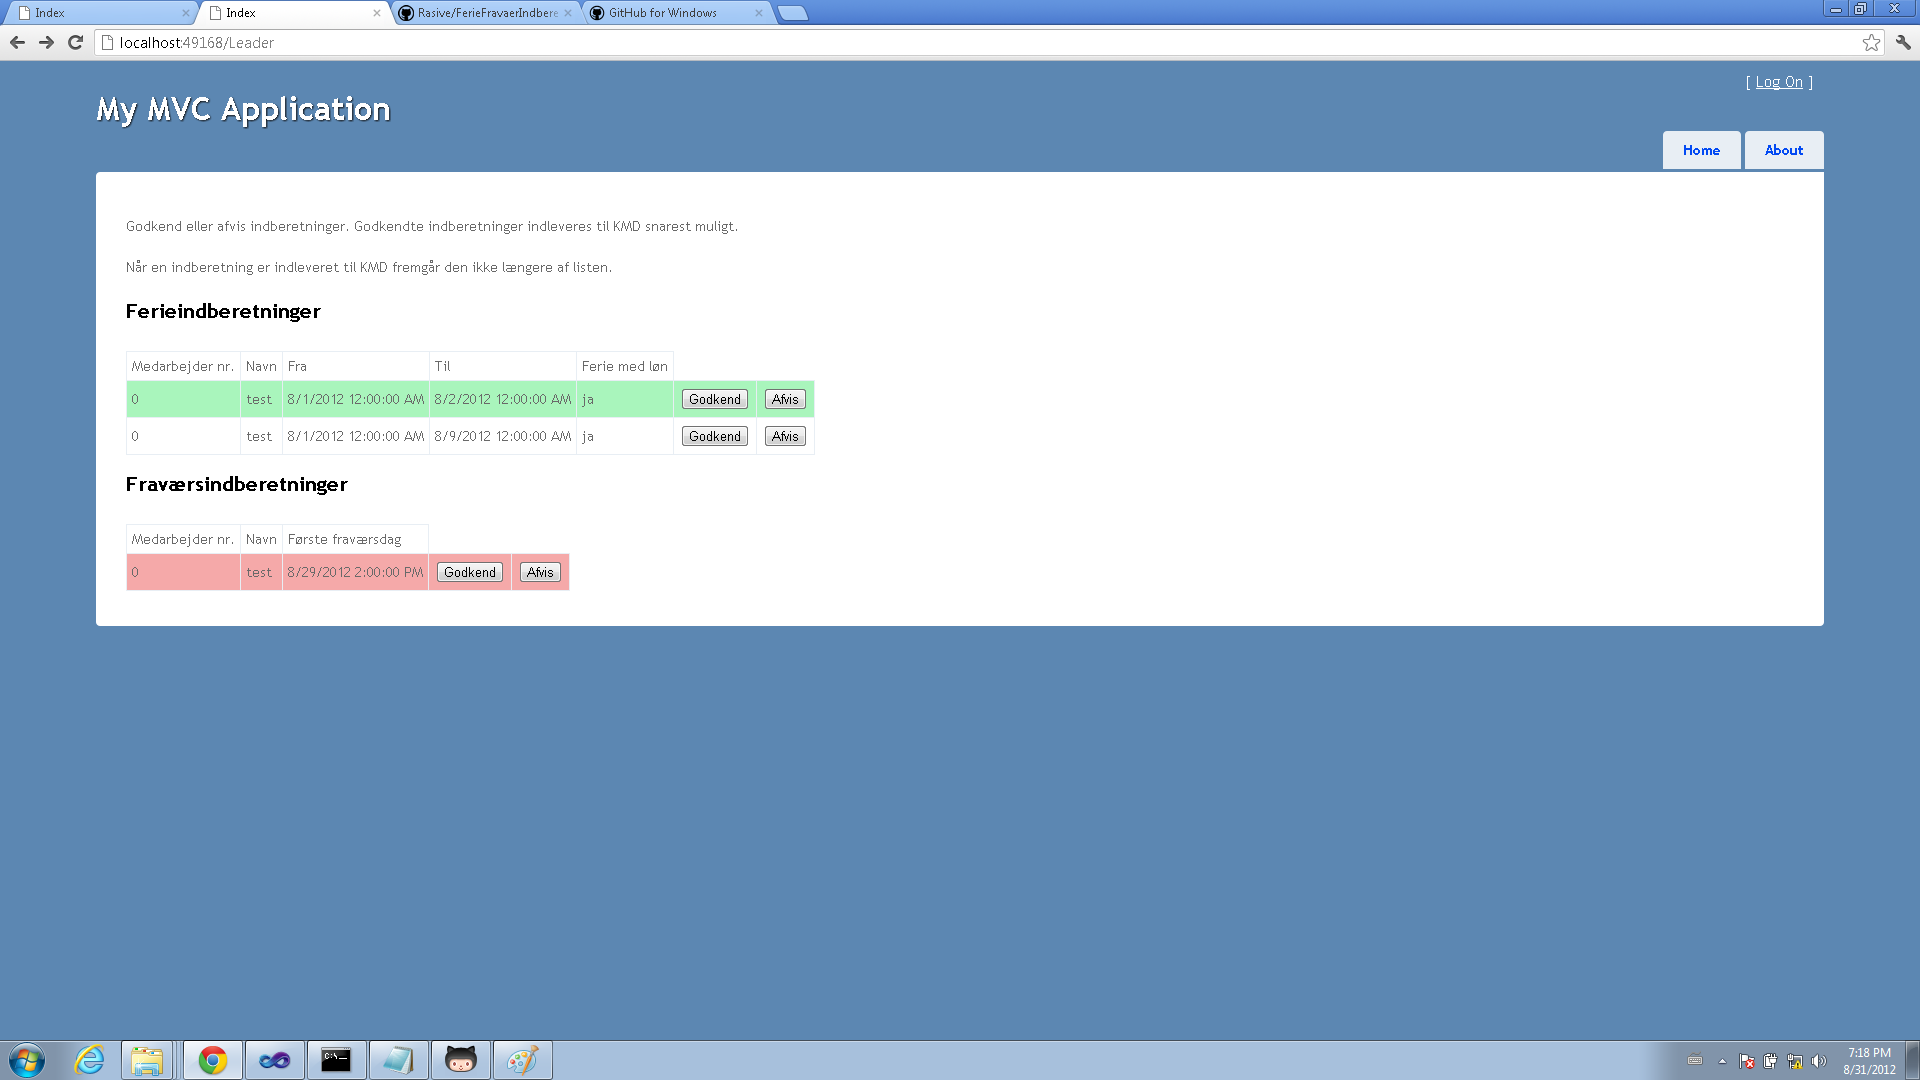 Index
Index
Rasive/FerieFravaerIndbere
GitHub for Windows
localhost:49168/Leader
[ Log On ]
My MVC Application
Home
About
Godkend eller afvis indberetninger. Godkendte indberetninger indleveres til KMD snarest muligt.
Når en indberetning er indleveret til KMD fremgår den ikke længere af listen.
Ferieindberetninger
Medarbejder nr. Navn Fra Til Ferie med løn
0 test 8/1/2012 12:00:00 AM 8/2/2012 12:00:00 AM ja Godkend Afvis
0 test 8/1/2012 12:00:00 AM 8/9/2012 12:00:00 AM ja Godkend Afvis
Fraværsindberetninger
Medarbejder nr. Navn Første fraværsdag
0 test 8/29/2012 2:00:00 PM Godkend Afvis
C:\_
7:18 PM
8/31/2012